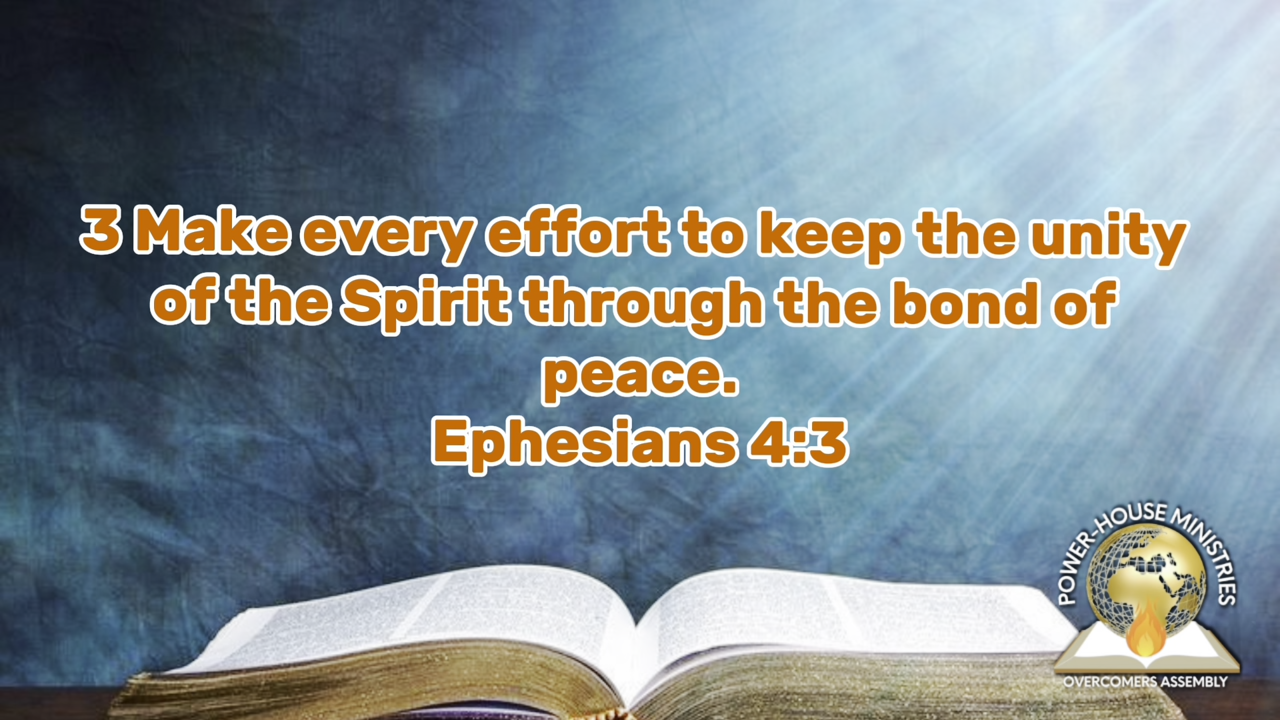 3 Make every effort to keep the unity
of the Spirit through the bond of
peace.
Ephesians 4:3
POWER-HOUSE MINISTRIES
OVERCOMERS ASSEMBLY